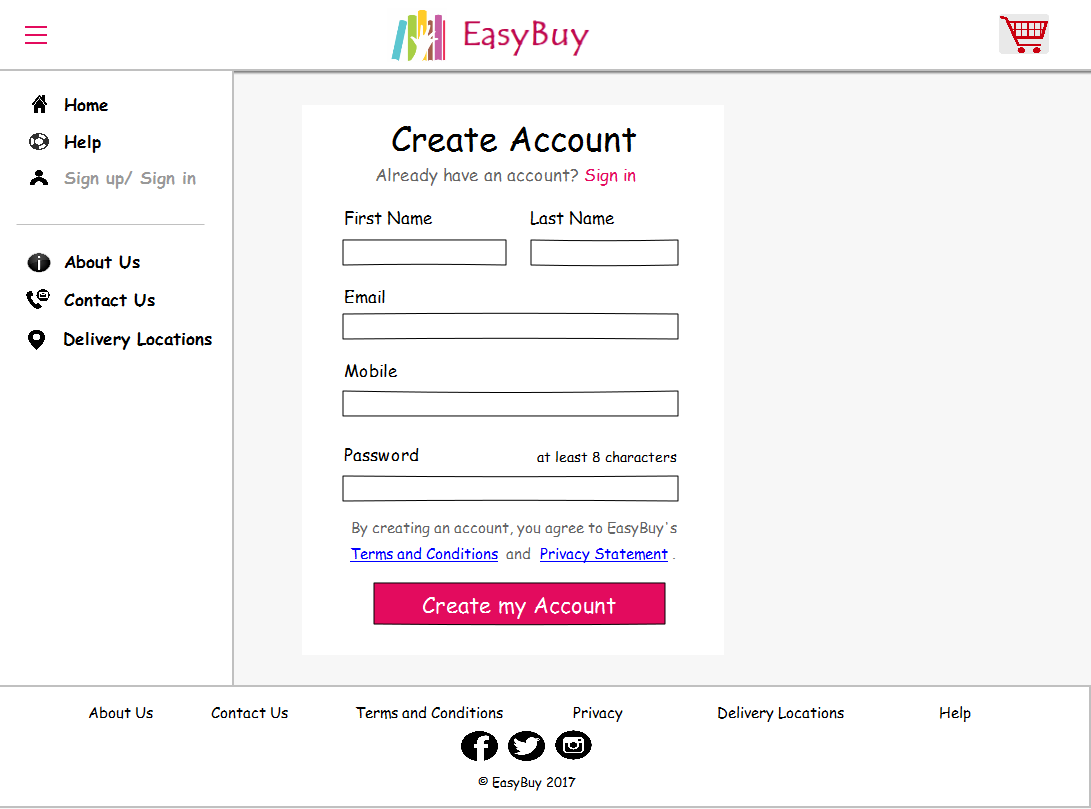 EasyBuy
Home
Help
Sign up/ Sign in
About Us
Contact Us
Delivery Locations
Create Account
Already have an account? Sign in
First Name Last Name
Email
Mobile
Password at least 8 characters
By creating an account, you agree to EasyBuy's
Terms and Conditions and Privacy Statement .
Create my Account
About Us Contact Us Terms and Conditions Privacy Delivery Locations Help
© EasyBuy 2017